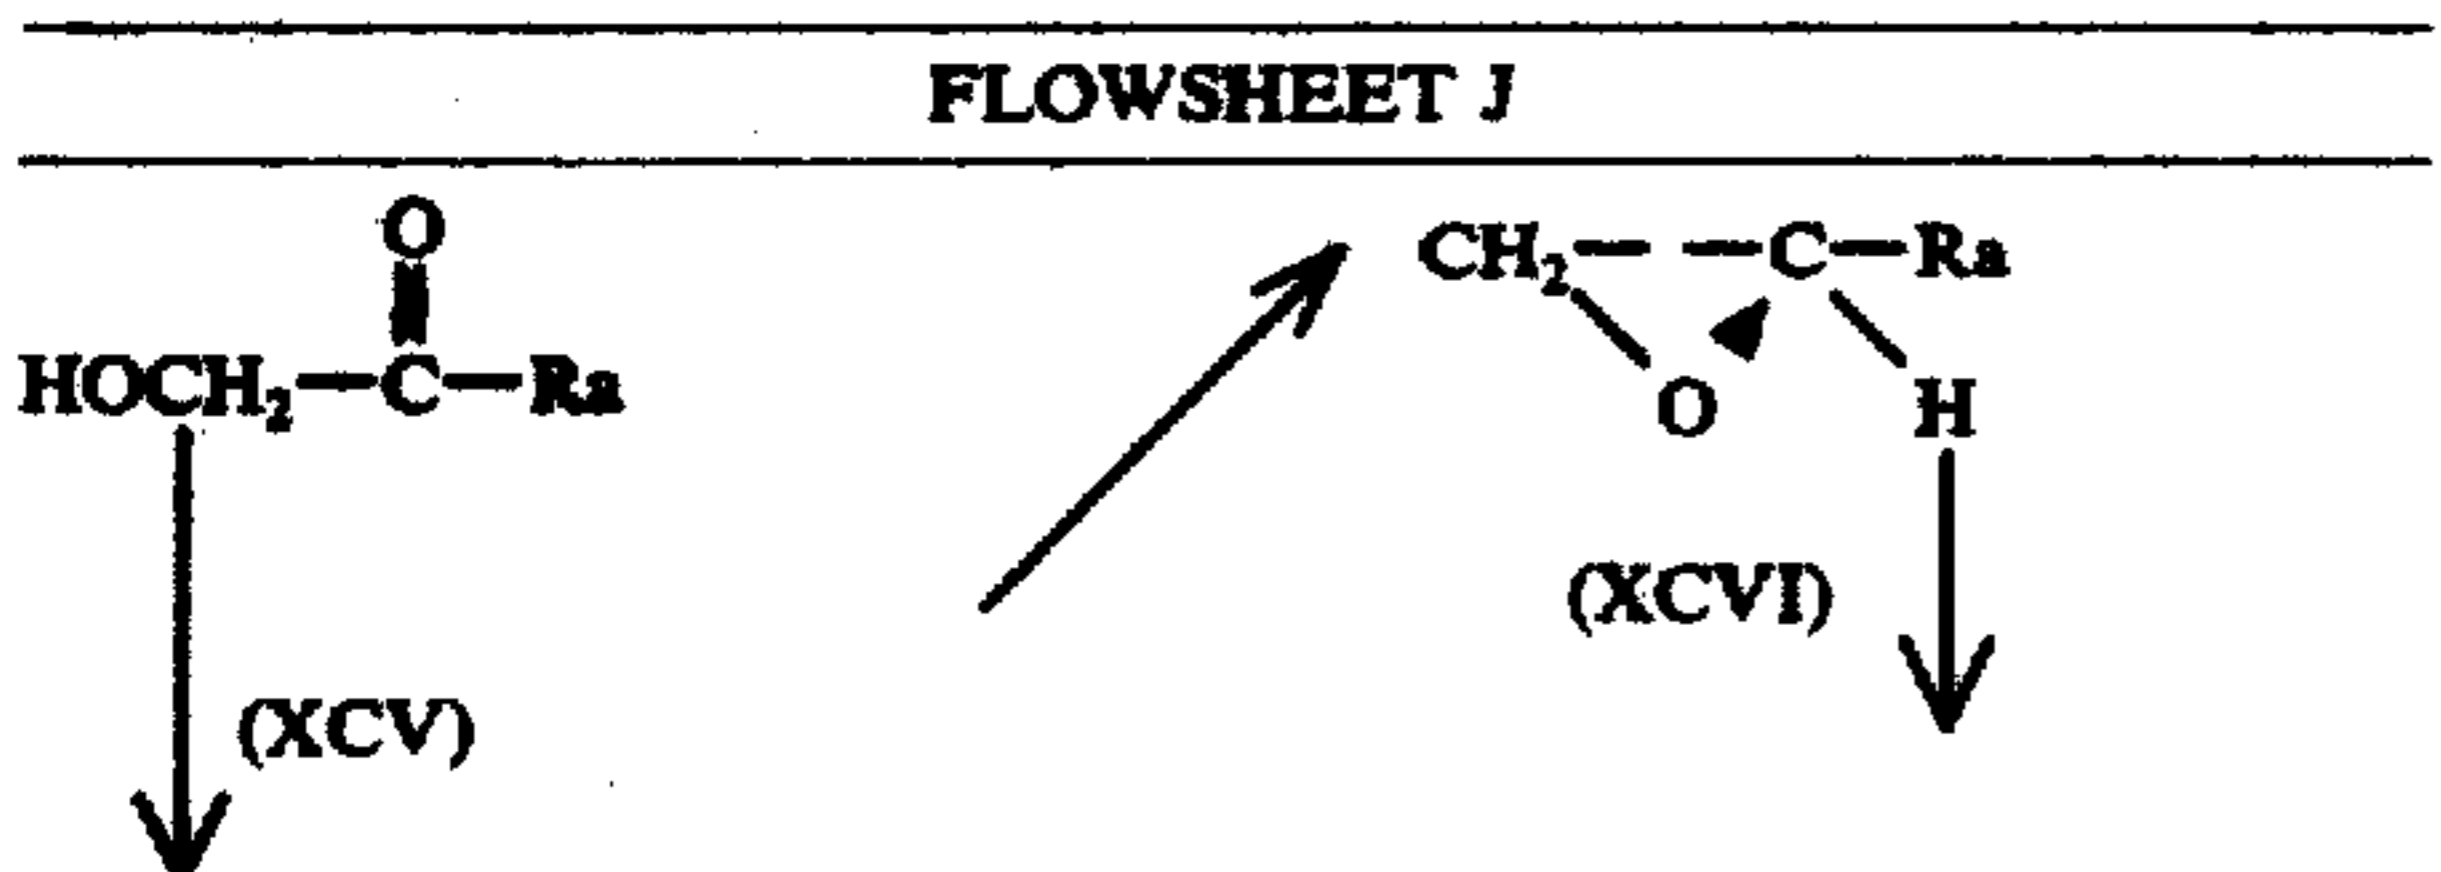 FLOWSHEET J
O
HOCH₂—C—Ra
(XCV)
CH₂— —C—Ra
O H
(XCVI)